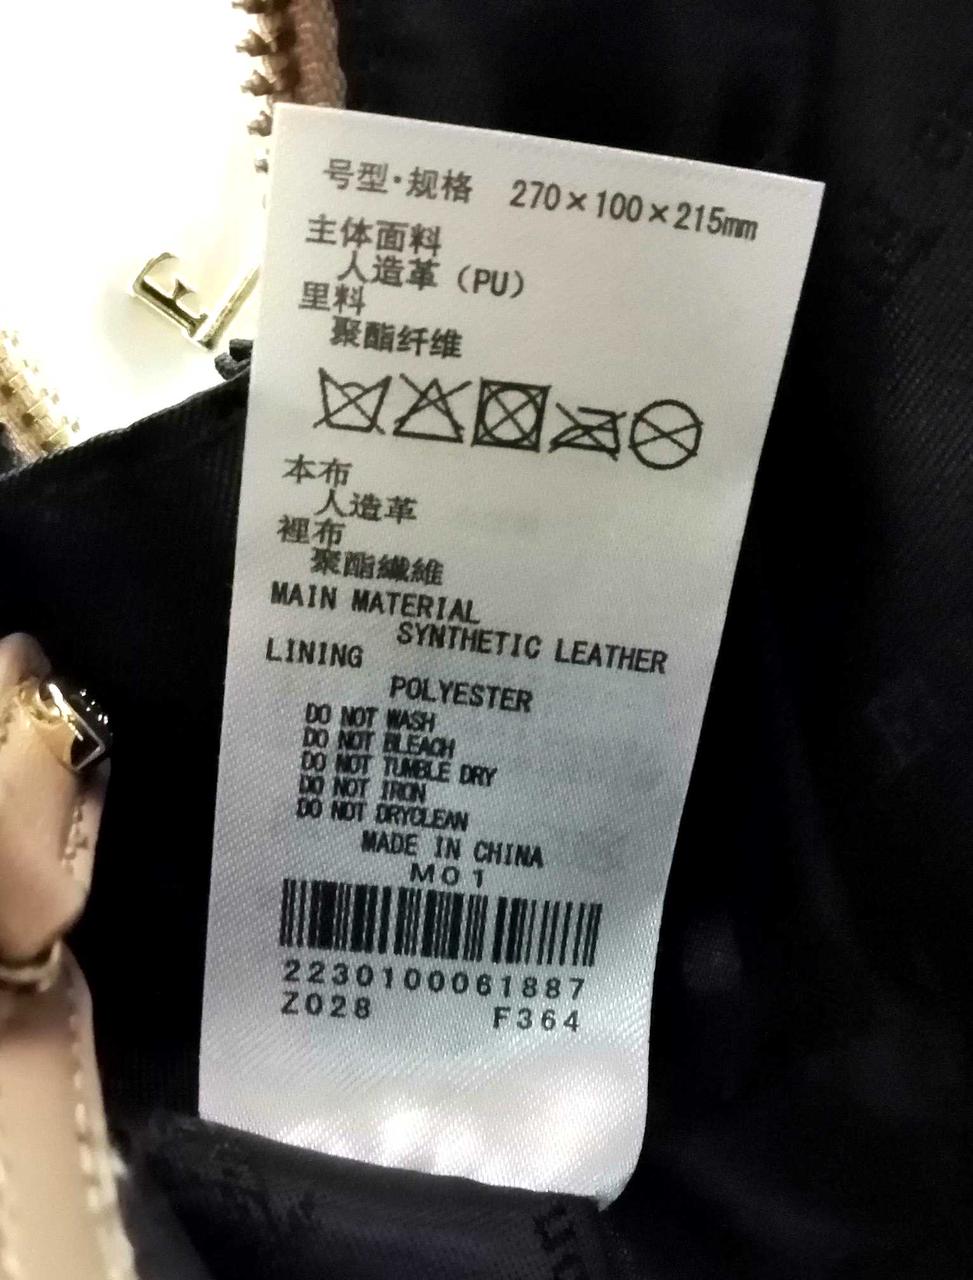 号型·规格 270×100×215mm
主体面料
人造革（PU）
里料
聚酯纤维
本布
人造革
裡布
聚酯纖維
MAIN MATERIAL
SYNTHETIC LEATHER
LINING
POLYESTER
DO NOT WASH
DO NOT BLEACH
DO NOT TUMBLE DRY
DO NOT IRON
DO NOT DRYCLEAN
MADE IN CHINA
M01
2230100061887
Z028 F364